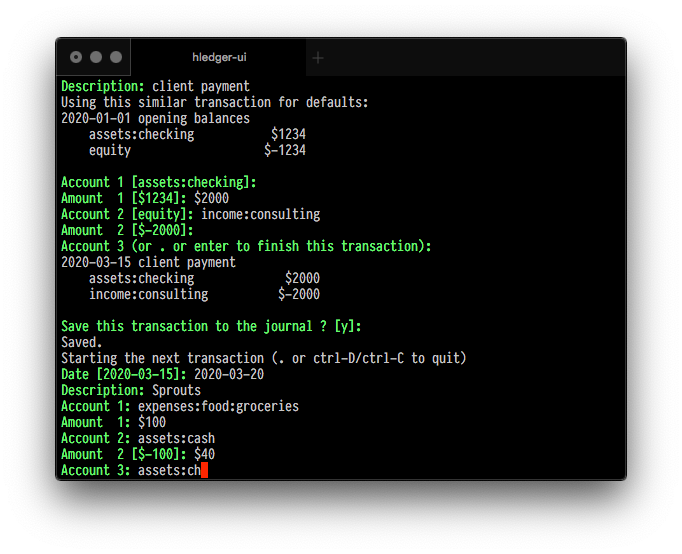 hledger-ui
Description: client payment
Using this similar transaction for defaults:
2020-01-01 opening balances
    assets:checking           $1234
    equity                   $-1234
Account 1 [assets:checking]:
Amount  1 [$1234]: $2000
Account 2 [equity]: income:consulting
Amount  2 [$-2000]:
Account 3 (or . or enter to finish this transaction):
2020-03-15 client payment
    assets:checking             $2000
    income:consulting          $-2000
Save this transaction to the journal ? [y]:
Saved.
Starting the next transaction (. or ctrl-D/ctrl-C to quit)
Date [2020-03-15]: 2020-03-20
Description: Sprouts
Account 1: expenses:food:groceries
Amount  1: $100
Account 2: assets:cash
Amount  2 [$-100]: $40
Account 3: assets:ch